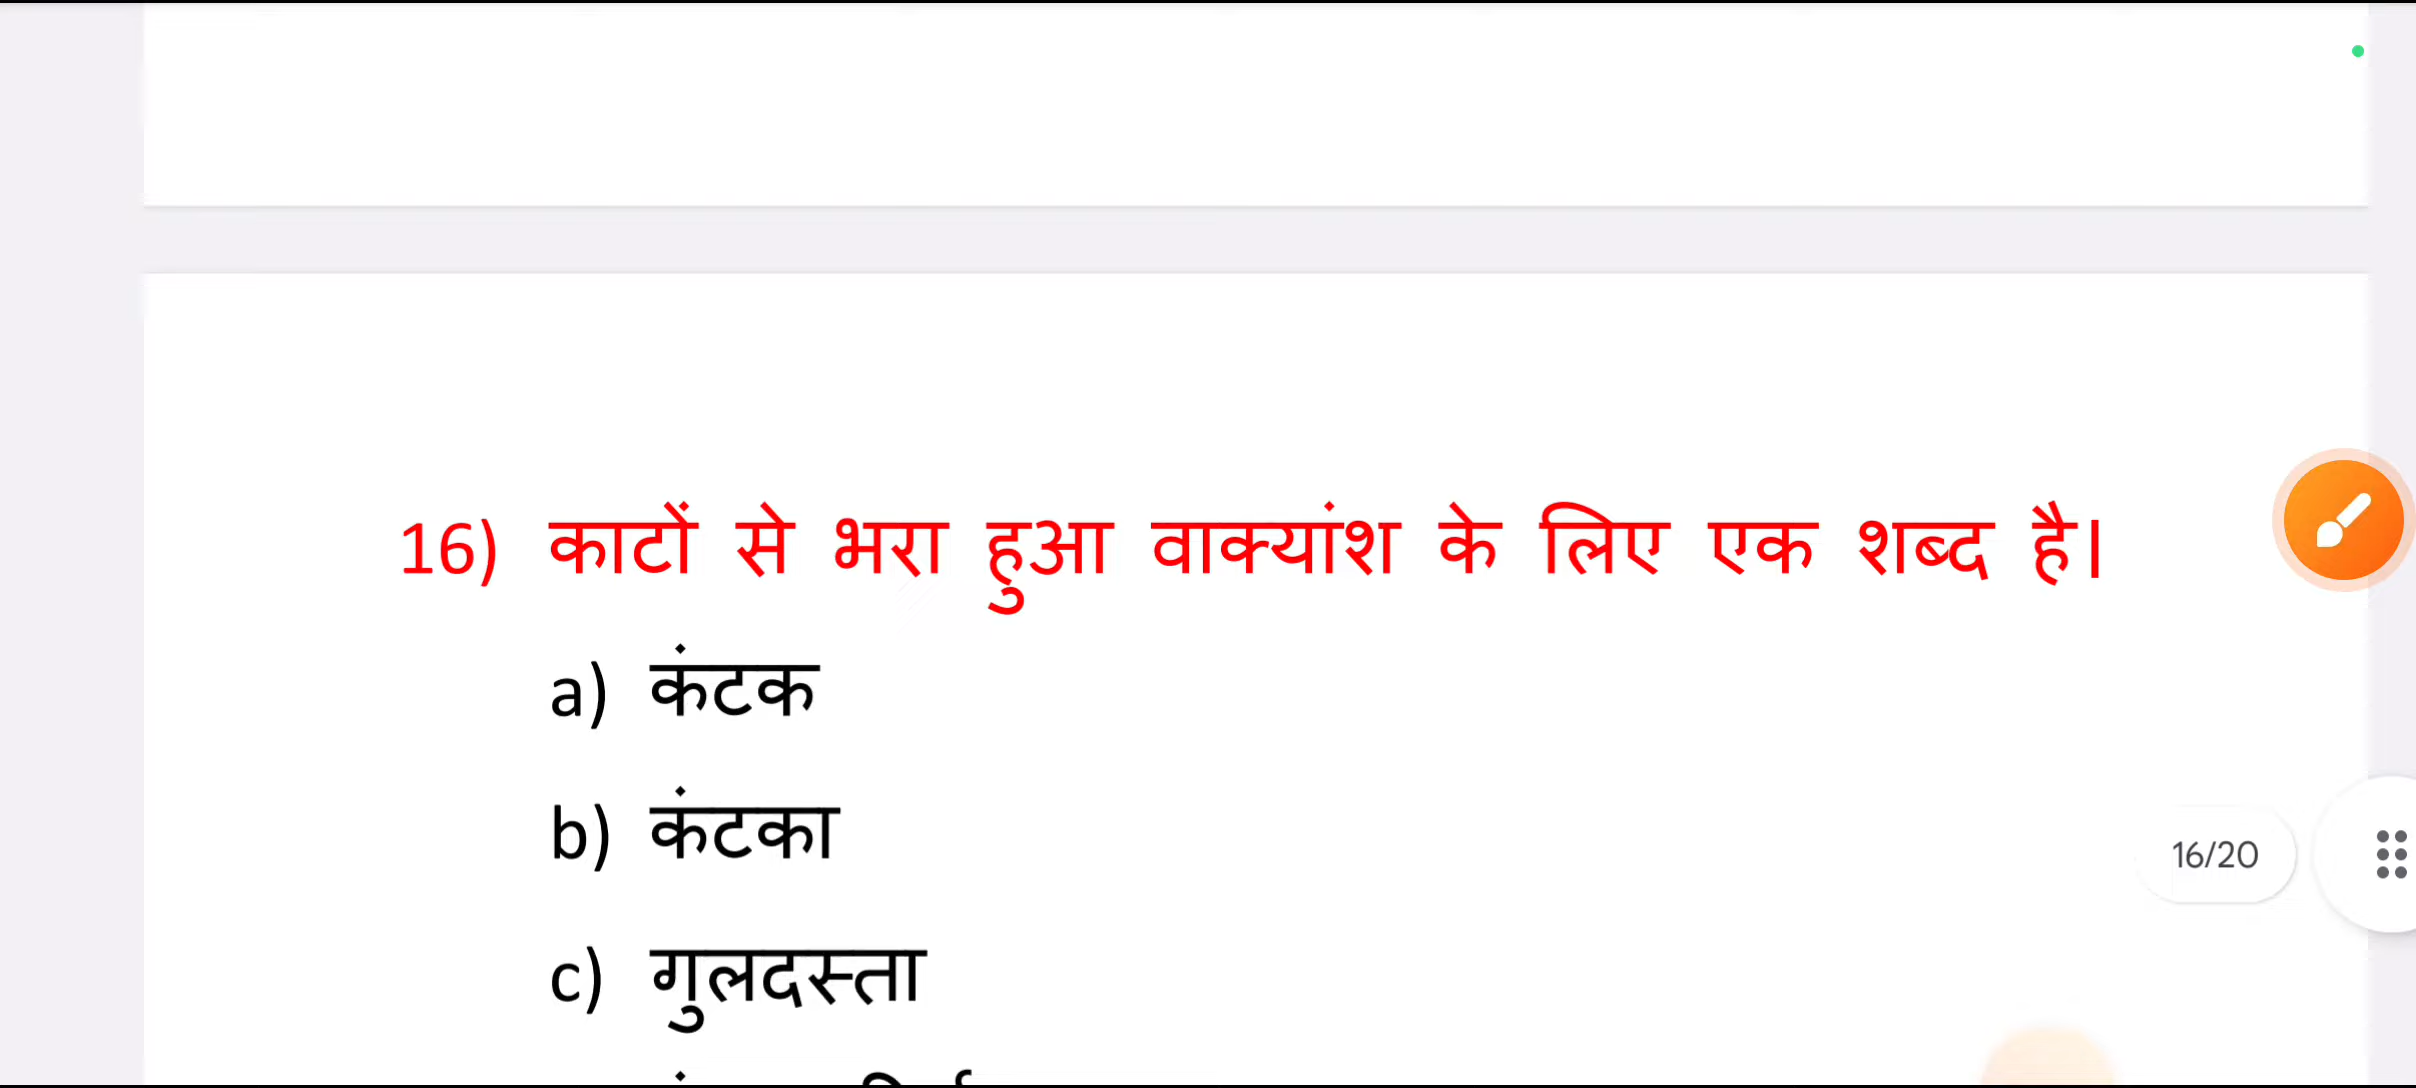 16) काटों से भरा हुआ वाक्यांश के लिए एक शब्द है।
a) कंटक
b) कंटका
16/20
c) गुलदस्ता